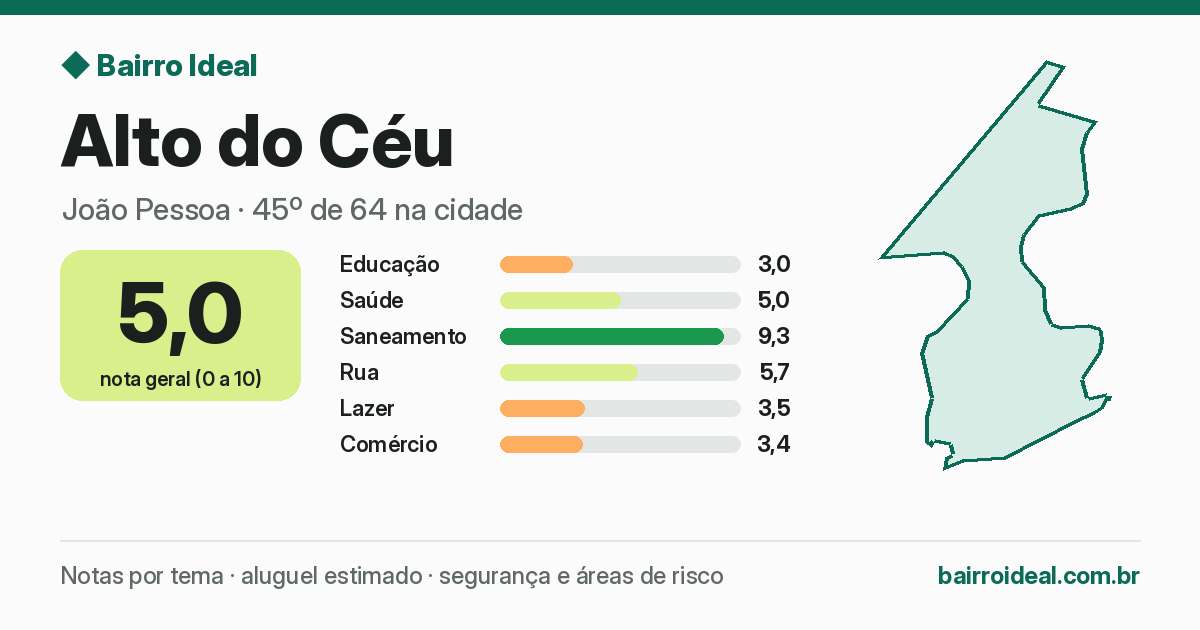 Bairro Ideal
Alto do Céu
João Pessoa · 45º de 64 na cidade
5,0
nota geral (0 a 10)
Educação 3,0
Saúde 5,0
Saneamento 9,3
Rua 5,7
Lazer 3,5
Comércio 3,4
Notas por tema · aluguel estimado · segurança e áreas de risco
bairroideal.com.br